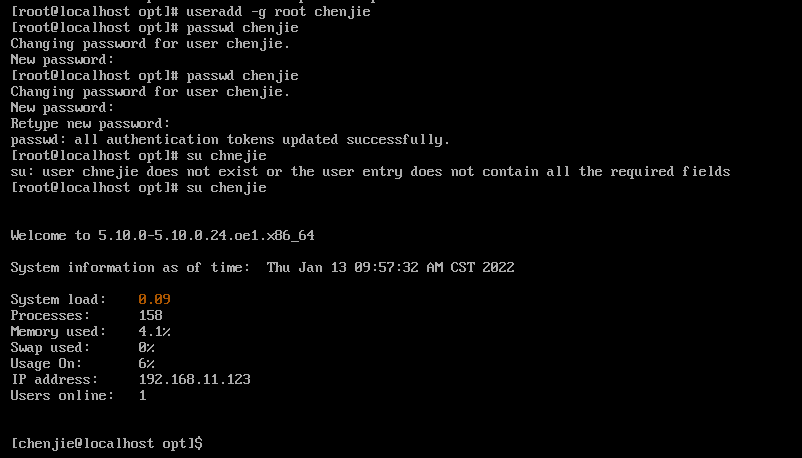 [root@localhost opt]# useradd -g root chenjie
[root@localhost opt]# passwd chenjie
Changing password for user chenjie.
New password:
[root@localhost opt]# passwd chenjie
Changing password for user chenjie.
New password:
Retype new password:
passwd: all authentication tokens updated successfully.
[root@localhost opt]# su chnejie
su: user chnejie does not exist or the user entry does not contain all the required fields
[root@localhost opt]# su chenjie
Welcome to 5.10.0-5.10.0.24.oe1.x86_64
System information as of time:  Thu Jan 13 09:57:32 AM CST 2022
System load:    0.09
Processes:      158
Memory used:    4.1%
Swap used:      0%
Usage On:       6%
IP address:     192.168.11.123
Users online:   1
[chenjie@localhost opt]$